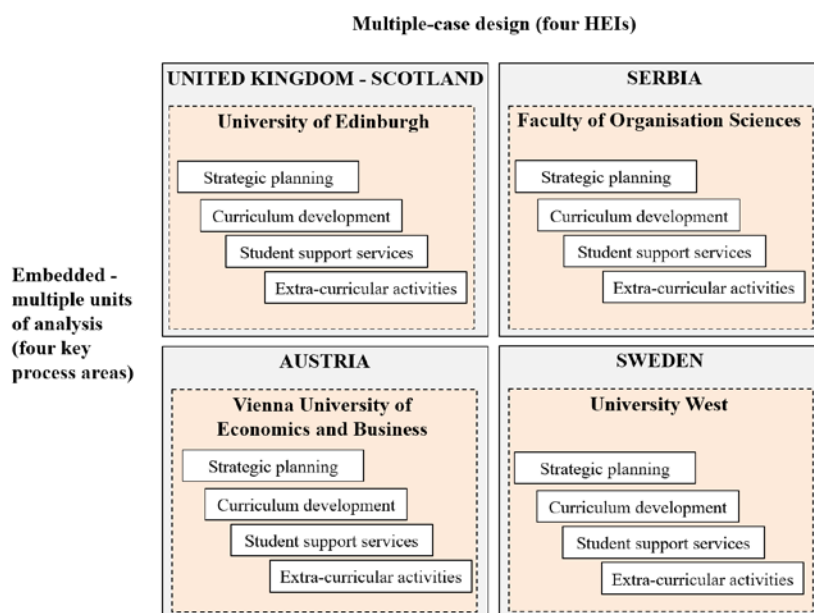 Multiple-case design (four HEIs)
UNITED KINGDOM - SCOTLAND
University of Edinburgh
Strategic planning
Curriculum development
Student support services
Extra-curricular activities
SERBIA
Faculty of Organisation Sciences
Strategic planning
Curriculum development
Student support services
Extra-curricular activities
Embedded -
multiple units
of analysis
(four key
process areas)
AUSTRIA
Vienna University of
Economics and Business
Strategic planning
Curriculum development
Student support services
Extra-curricular activities
SWEDEN
University West
Strategic planning
Curriculum development
Student support services
Extra-curricular activities